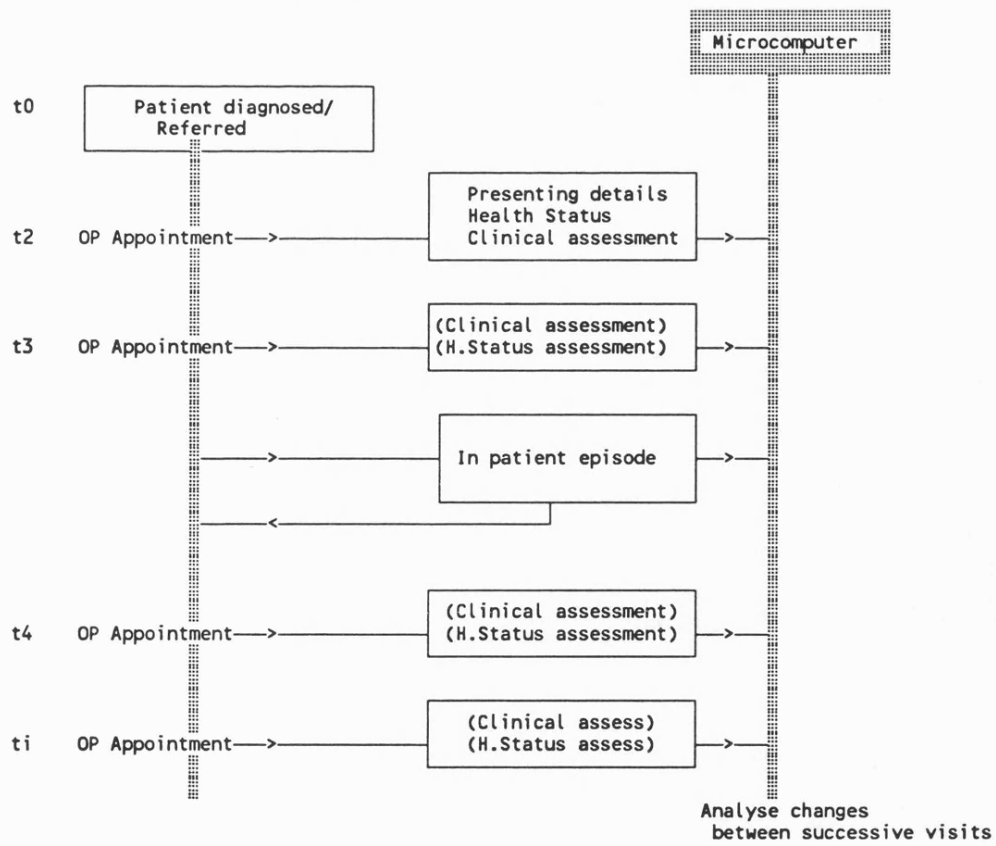 Microcomputer
t0
Patient diagnosed/
Referred
Presenting details
Health Status
t2 OP Appointment Clinical assessment
(Clinical assessment)
t3 OP Appointment (H.Status assessment)
In patient episode
(Clinical assessment)
t4 OP Appointment (H.Status assessment)
(Clinical assess)
ti OP Appointment (H.Status assess)
Analyse changes
between successive visits